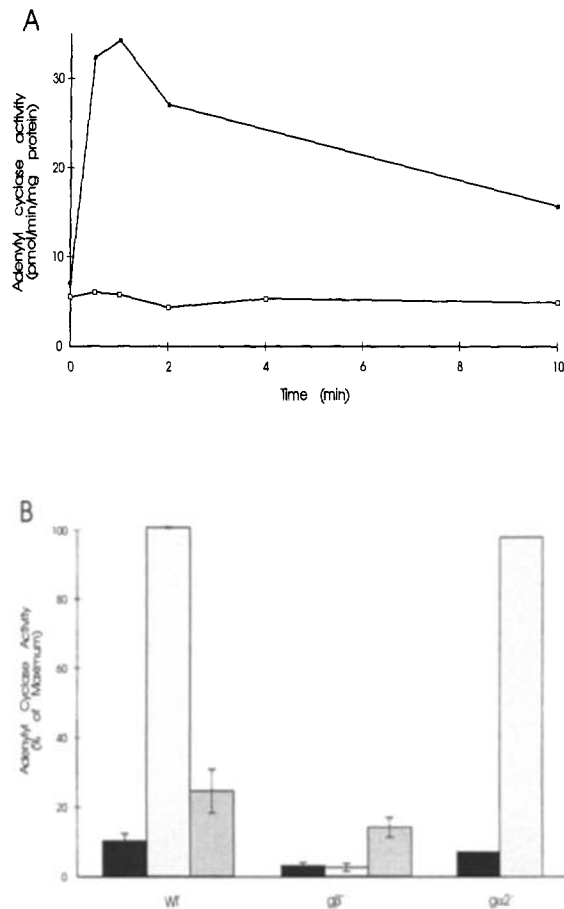 A
Adenylyl cyclase activity
(pmol/min/mg protein)
30
20
10
0
0 2 4 6 8 10
Time (min)
B
Adenylyl Cyclase Activity
(% of Maximum)
100
80
60
40
20
0
WT gβ⁻ gα2⁻